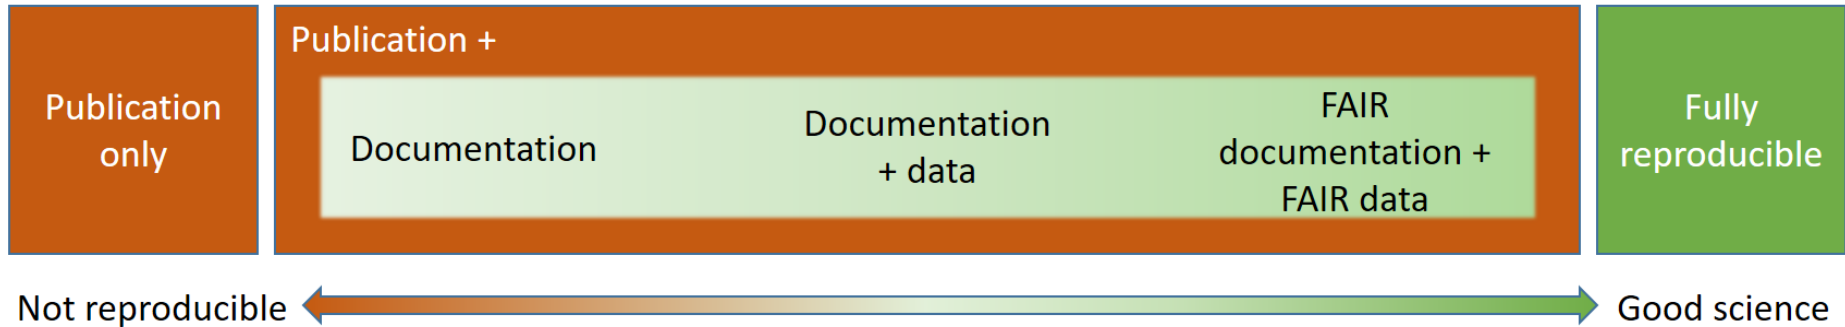 Publication
only
Publication +
Documentation
Documentation
+ data
FAIR
documentation +
FAIR data
Fully
reproducible
Not reproducible
Good science